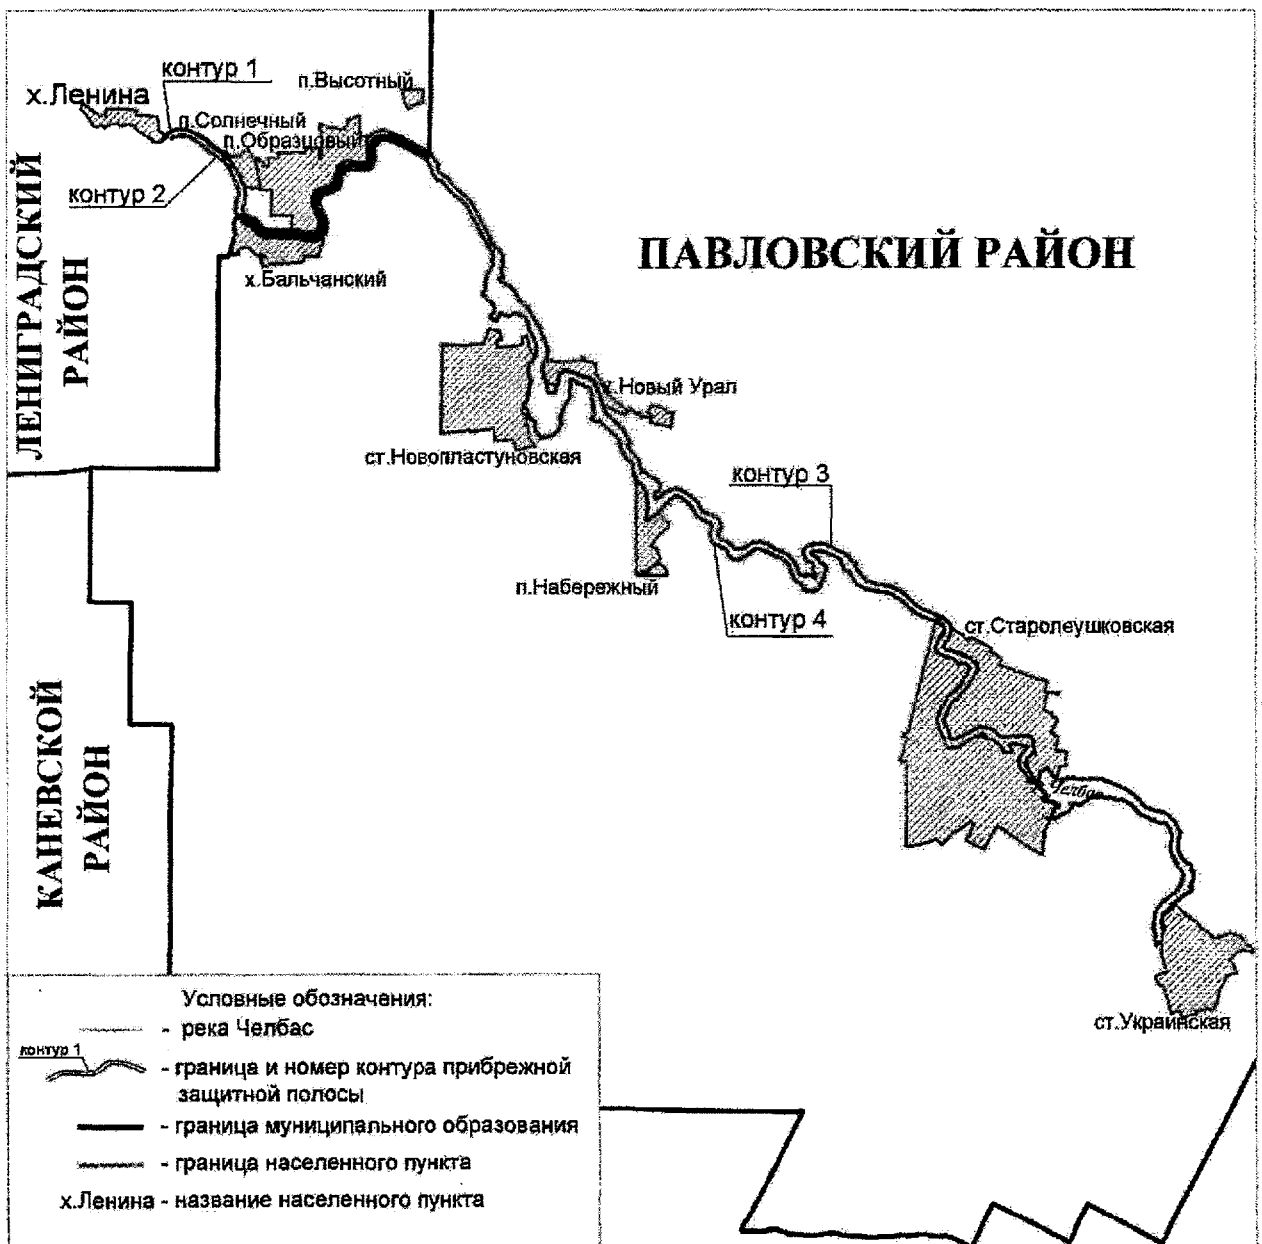 контур 1
п.Высотный
х.Ленина
п.Солнечный
п.Образцовый
контур 2
ЛЕНИГРАДСКИЙ
РАЙОН
ПАВЛОВСКИЙ РАЙОН
х.Бальчанский
х.Новый Урал
ст.Новопластуновская
контур 3
п.Набережный
контур 4
ст.Старолеушковская
КАНЕВСКОЙ
РАЙОН
Челбас
ст.Украинская
Условные обозначения:
- река Челбас
контур 1
- граница и номер контура прибрежной
защитной полосы
- граница муниципального образования
- граница населенного пункта
х.Ленина - название населенного пункта